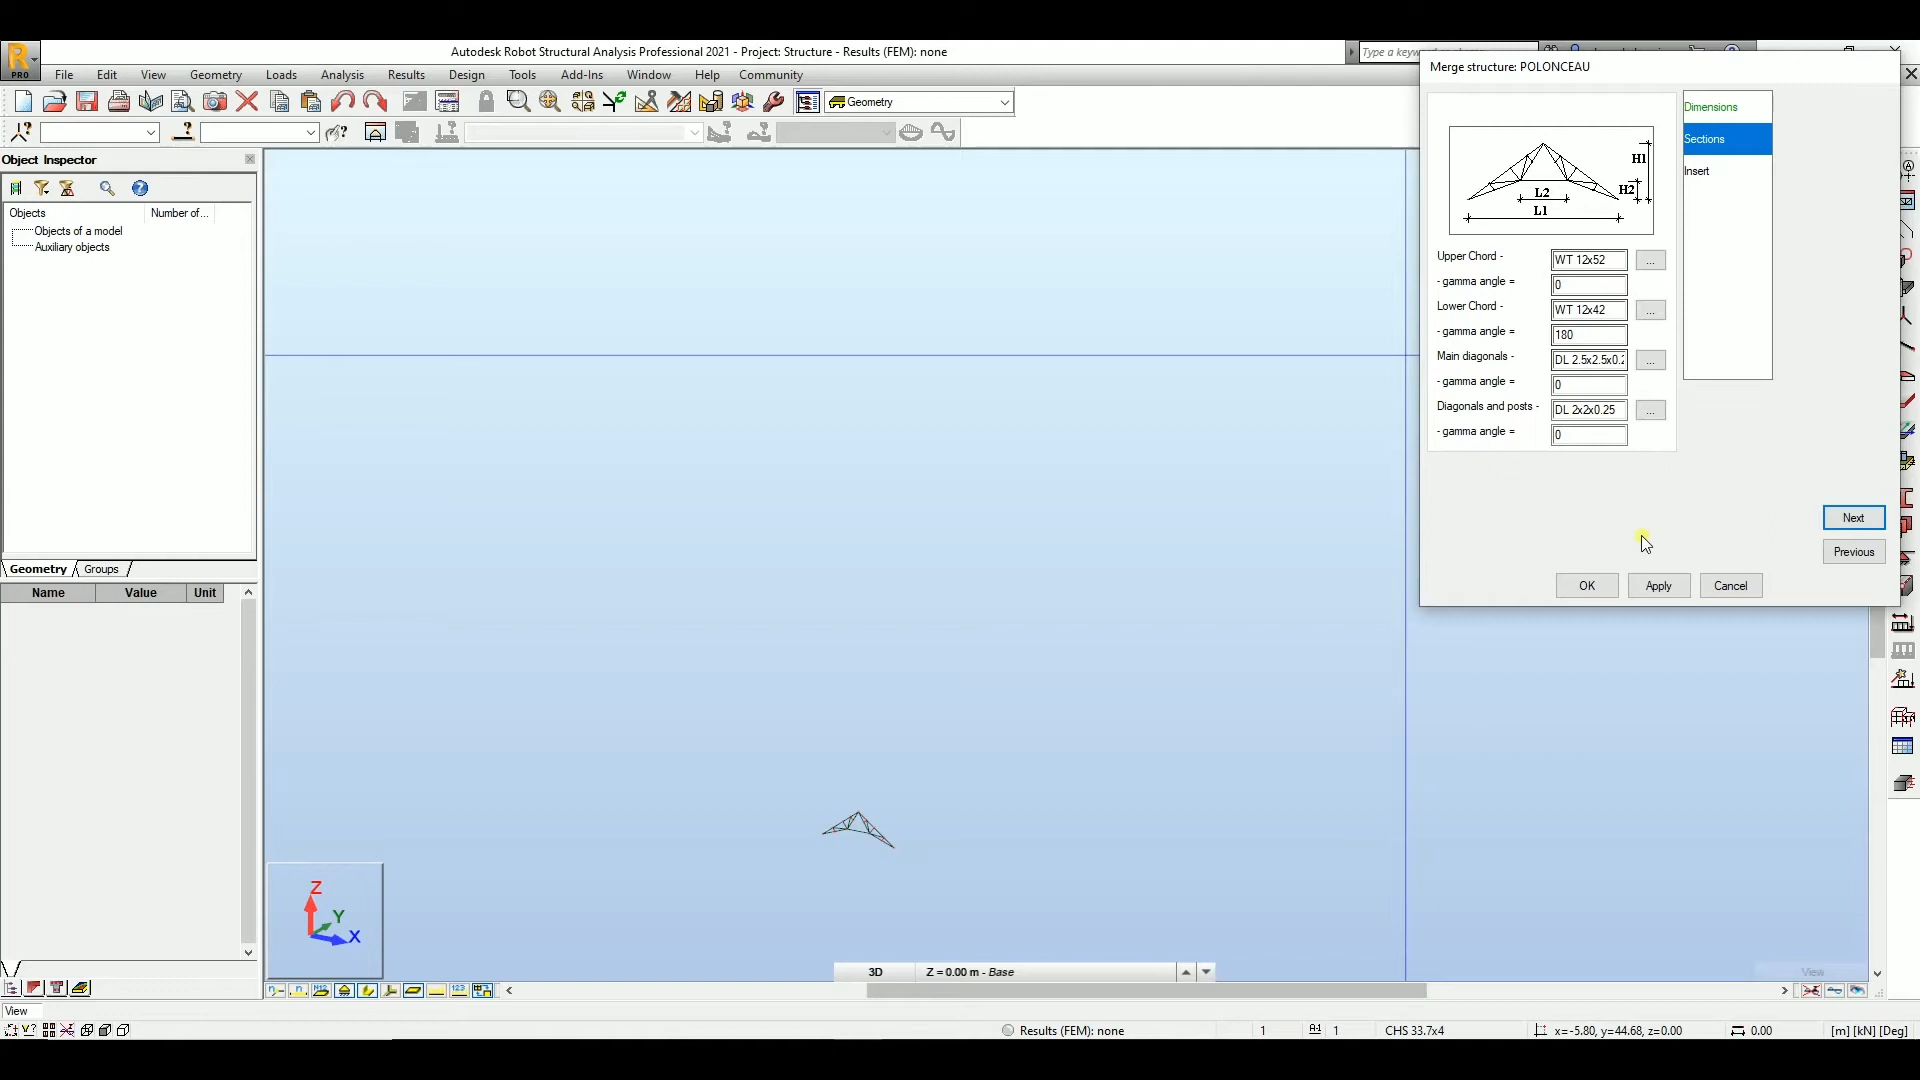 Autodesk Robot Structural Analysis Professional 2021 - Project: Structure - Results (FEM): none
PRO
File Edit View Geometry Loads Analysis Results Design Tools Add-Ins Window Help Community
Geometry
Object Inspector
Objects Number of...
Objects of a model
Auxiliary objects
Geometry Groups
Name Value Unit
Merge structure: POLONCEAU
Dimensions
Sections
Insert
H1
H2
L2
L1
Upper Chord - WT 12x52 ...
- gamma angle = 0
Lower Chord - WT 12x42 ...
- gamma angle = 180
Main diagonals - DL 2.5x2.5x0.2 ...
- gamma angle = 0
Diagonals and posts - DL 2x2x0.25 ...
- gamma angle = 0
Next
Previous
OK Apply Cancel
Z
Y
X
3D Z = 0.00 m - Base
View
View
Results (FEM): none 1 1 CHS 33.7x4 x=-5.80, y=44.68, z=0.00 0.00 [m] [kN] [Deg]